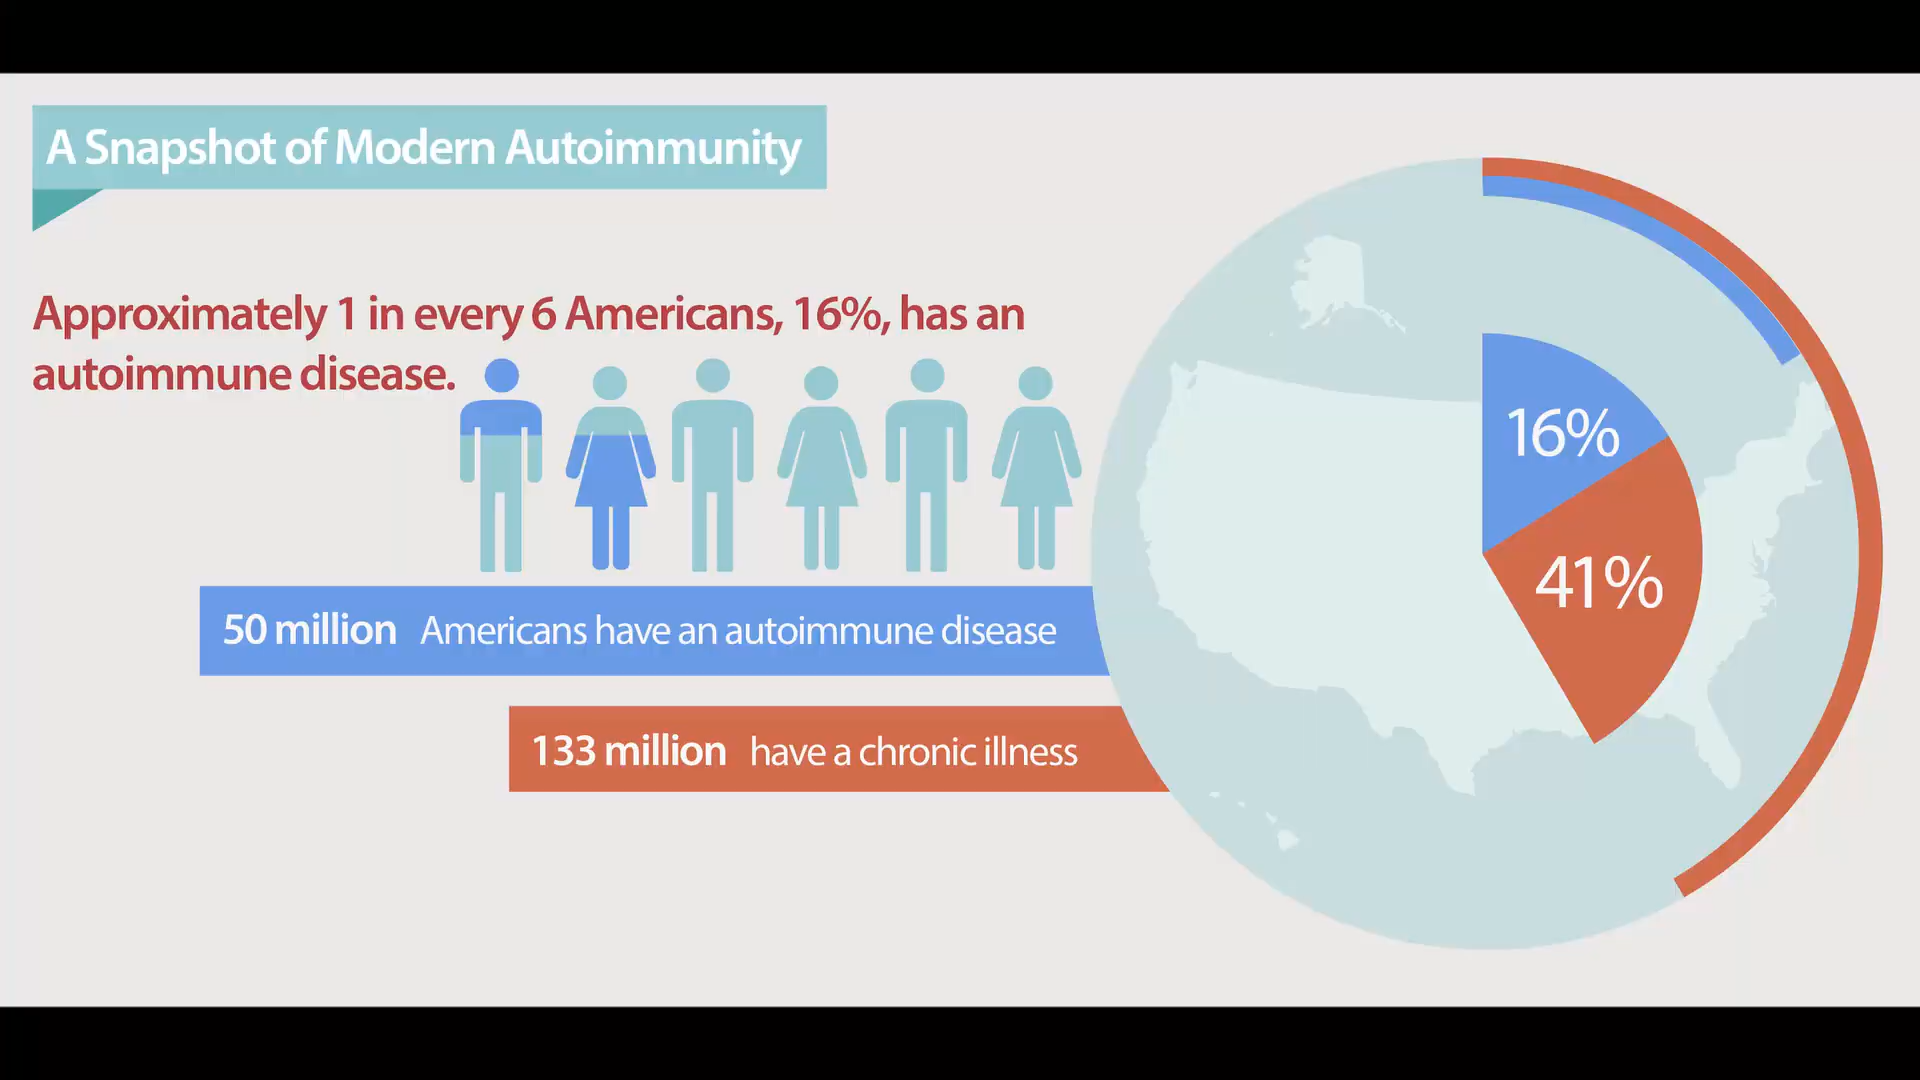 A Snapshot of Modern Autoimmunity
Approximately 1 in every 6 Americans, 16%, has an
autoimmune disease.
50 million Americans have an autoimmune disease
133 million have a chronic illness
16%
41%